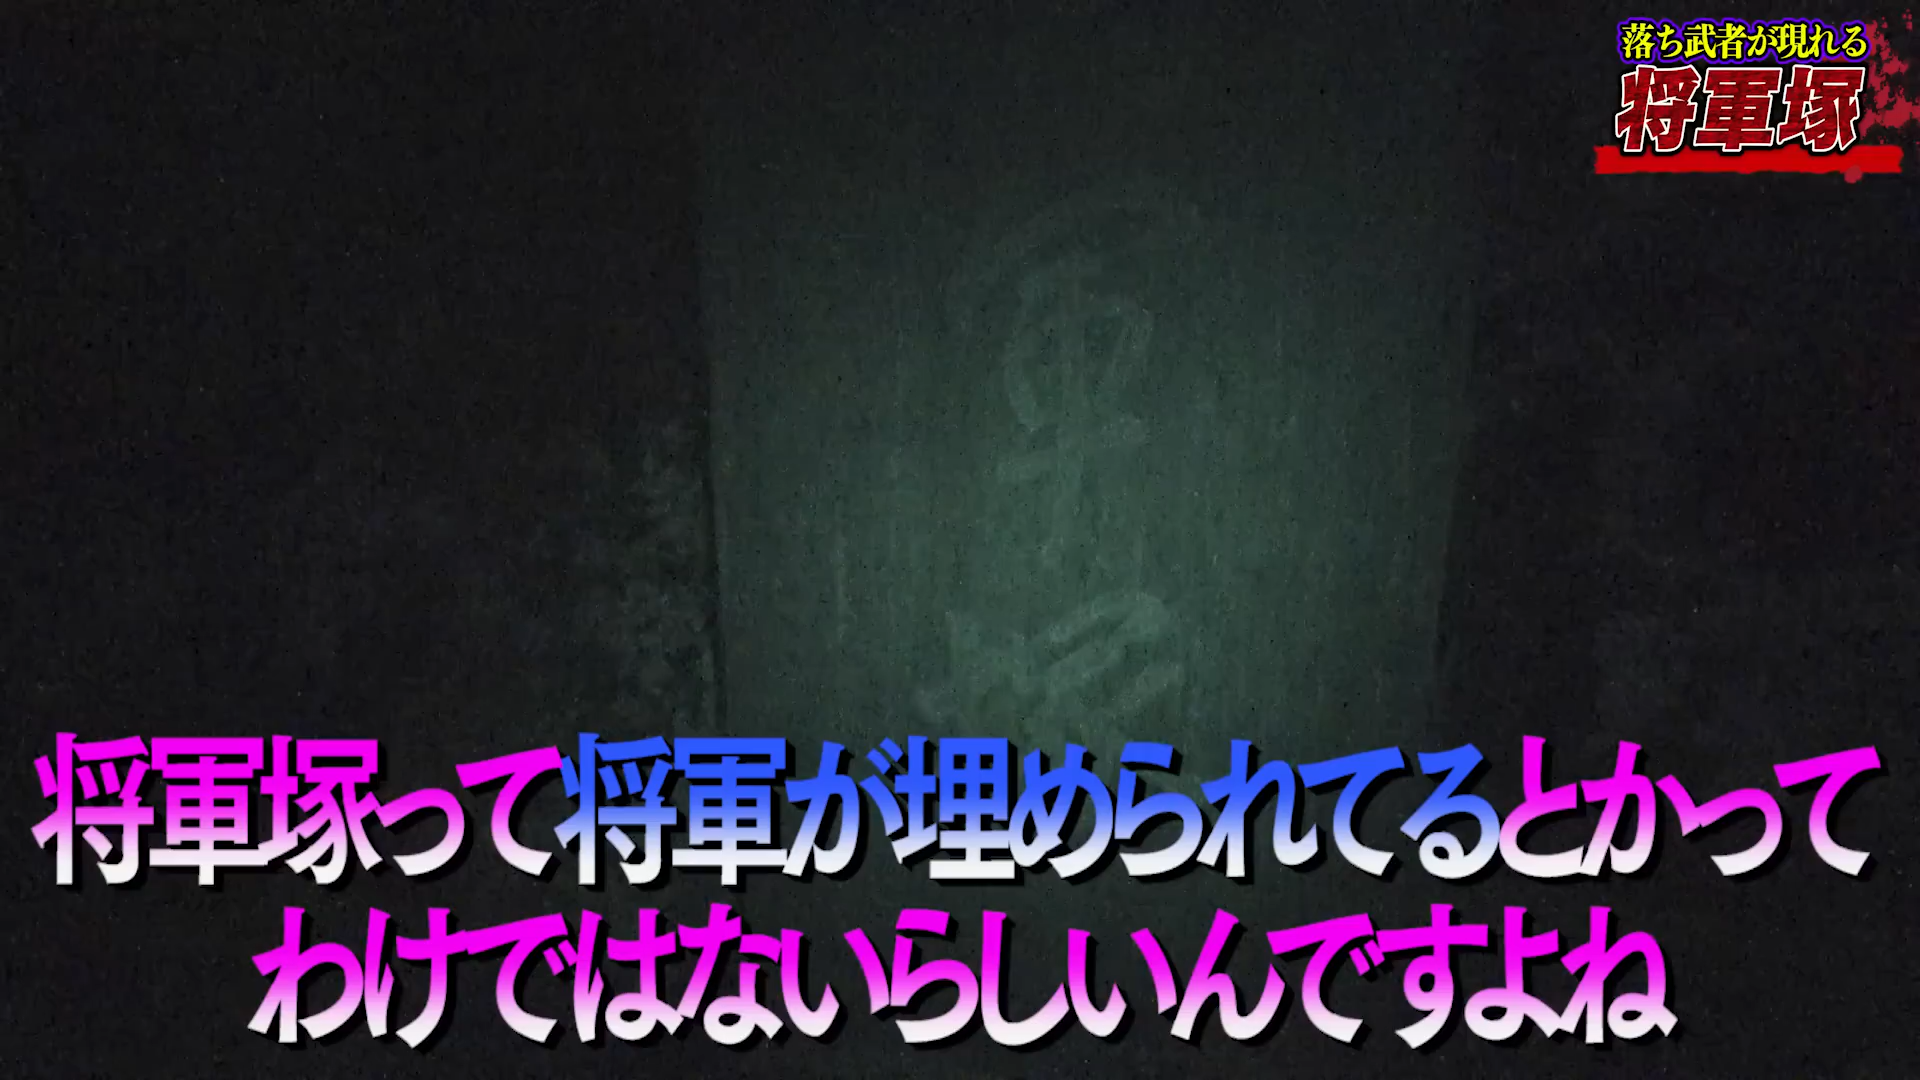 落ち武者が現れる
将軍塚
将軍塚って将軍が埋められてるとかって
わけではないらしいんですよね